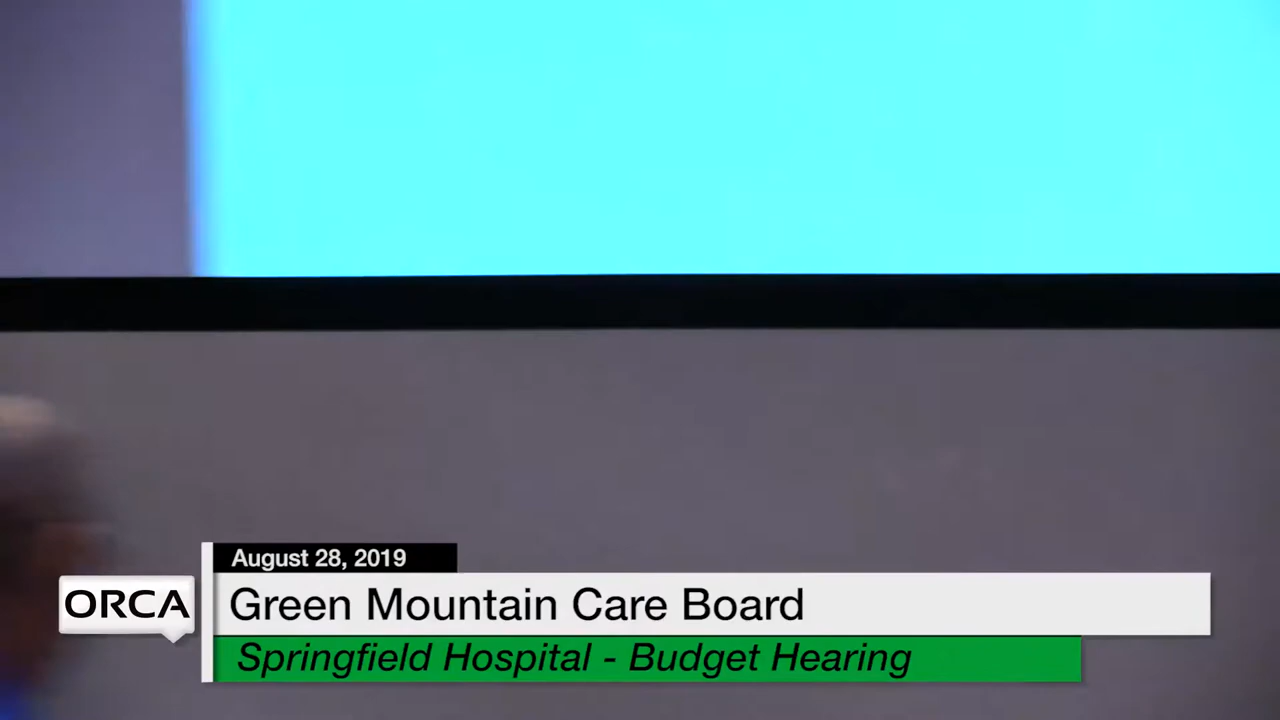 August 28, 2019
ORCA
Green Mountain Care Board
Springfield Hospital - Budget Hearing